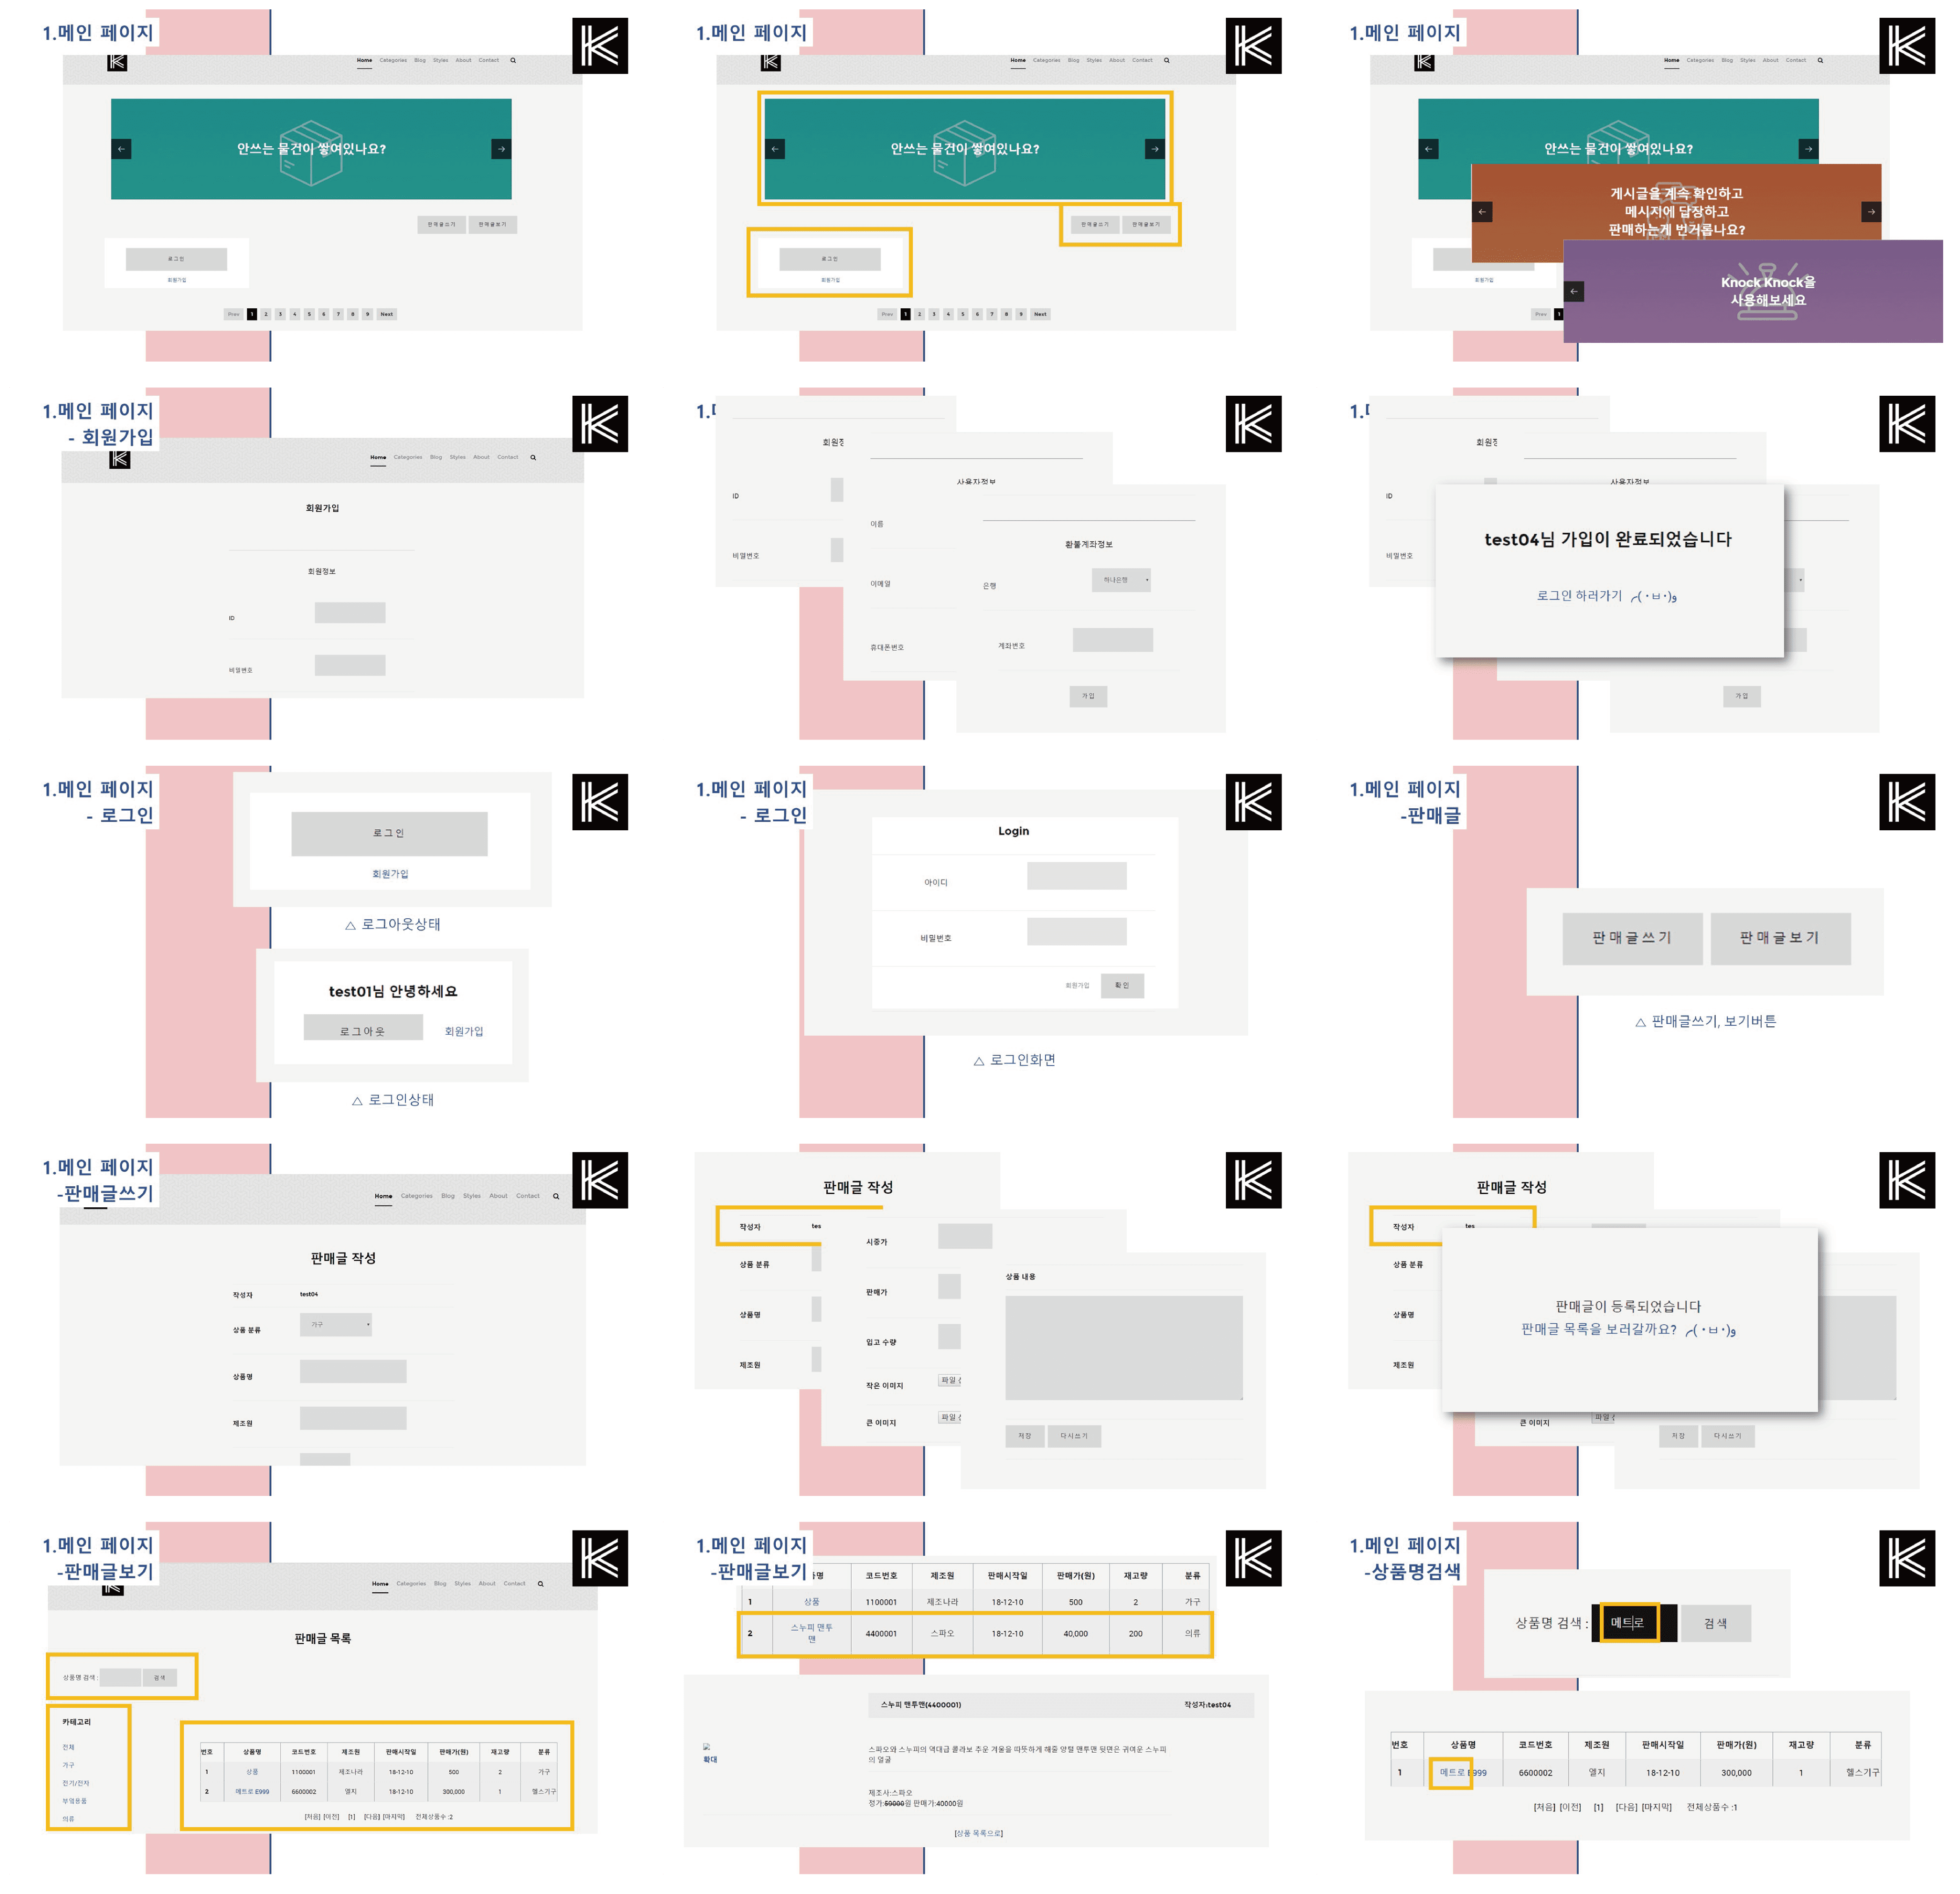 1.메인 페이지
Home Categories Blog Styles About Contact
안쓰는 물건이 쌓여있나요?
판매글쓰기 판매글보기
로그인
회원가입
Prev 1 2 3 4 5 6 7 8 9 Next
1.메인 페이지
Home Categories Blog Styles About Contact
안쓰는 물건이 쌓여있나요?
판매글쓰기 판매글보기
로그인
회원가입
Prev 1 2 3 4 5 6 7 8 9 Next
1.메인 페이지
Home Categories Blog Styles About Contact
안쓰는 물건이 쌓여있나요?
게시글을 계속 확인하고
메시지에 답장하고
판매하는게 번거롭나요?
회원가입
Knock Knock을
사용해보세요
Prev 1
1.메인 페이지
- 회원가입
Home Categories Blog Styles About Contact
회원가입
회원정보
ID
비밀번호
1.
회원정
ID
비밀번호
사용자정보
이름
이메일
휴대폰번호
환불계좌정보
은행 하나은행
계좌번호
가입
1.
회원정
ID
비밀번호
사용자정보
test04님 가입이 완료되었습니다
로그인 하러가기 ╭( ･ㅂ･)و
가입
1.메인 페이지
- 로그인
로그인
회원가입
△ 로그아웃상태
test01님 안녕하세요
로그아웃 회원가입
△ 로그인상태
1.메인 페이지
- 로그인
Login
아이디
비밀번호
회원가입 확인
△ 로그인화면
1.메인 페이지
-판매글
판매글쓰기 판매글보기
△ 판매글쓰기, 보기버튼
1.메인 페이지
-판매글쓰기
Home Categories Blog Styles About Contact
판매글 작성
작성자 test04
상품 분류 가구
상품명
제조원
판매글 작성
작성자 tes
상품 분류
상품명
제조원
시중가
판매가
입고 수량
작은 이미지 파일 선
큰 이미지 파일 선
상품 내용
저장 다시쓰기
판매글 작성
작성자 tes
상품 분류
상품명
제조원
판매글이 등록되었습니다
판매글 목록을 보러갈까요? ╭( ･ㅂ･)و
큰 이미지 파일 선
저장 다시쓰기
1.메인 페이지
-판매글보기
Home Categories Blog Styles About Contact
판매글 목록
상품명 검색 : 검색
카테고리
전체
가구
전기/전자
부엌용품
의류
번호 상품명 코드번호 제조원 판매시작일 판매가(원) 재고량 분류
1 상품 1100001 제조나라 18-12-10 500 2 가구
2 메트로 E999 6600002 엘지 18-12-10 300,000 1 헬스기구
[처음] [이전] [1] [다음] [마지막] 전체상품수 :2
1.메인 페이지
-판매글보기
품명 코드번호 제조원 판매시작일 판매가(원) 재고량 분류
1 상품 1100001 제조나라 18-12-10 500 2 가구
2 스누피 맨투맨 4400001 스파오 18-12-10 40,000 200 의류
스누피 맨투맨(4400001) 작성자:test04
확대
스파오와 스누피의 역대급 콜라보 추운 겨울을 따뜻하게 해줄 양털 맨투맨 뒷면은 귀여운 스누피
의 얼굴
제조사:스파오
정가:59000원 판매가:40000원
[상품 목록으로]
1.메인 페이지
-상품명검색
상품명 검색 : 메트로 검색
번호 상품명 코드번호 제조원 판매시작일 판매가(원) 재고량 분류
1 메트로 E999 6600002 엘지 18-12-10 300,000 1 헬스기구
[처음] [이전] [1] [다음] [마지막] 전체상품수 :1